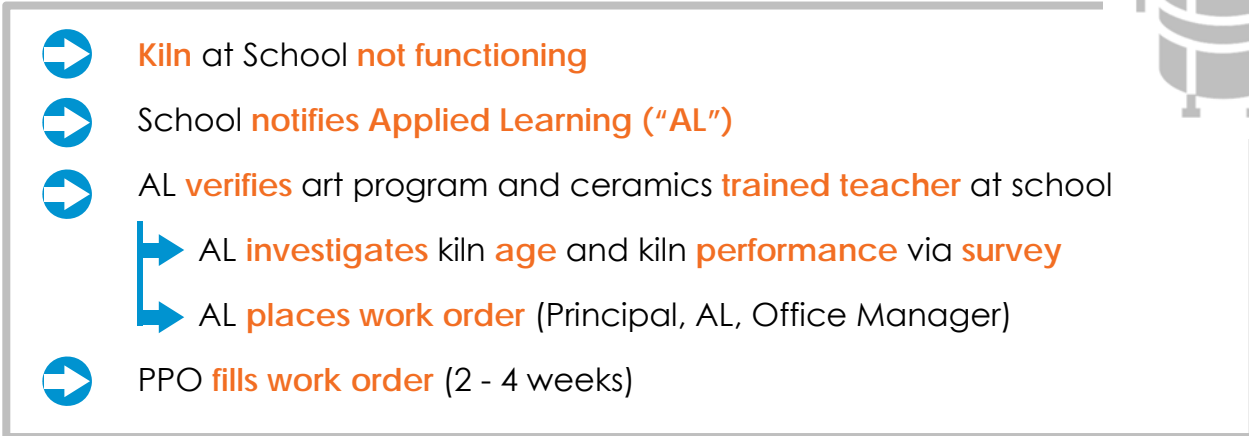 Kiln at School not functioning
School notifies Applied Learning (“AL”)
AL verifies art program and ceramics trained teacher at school
AL investigates kiln age and kiln performance via survey
AL places work order (Principal, AL, Office Manager)
PPO fills work order (2 - 4 weeks)